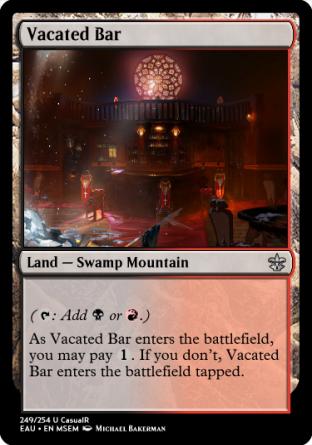 Vacated Bar
Land — Swamp Mountain
( : Add or .)
As Vacated Bar enters the battlefield,
you may pay 1. If you don't, Vacated
Bar enters the battlefield tapped.
249/254 U CasualR
EAU • EN MSEM Michael Bakerman